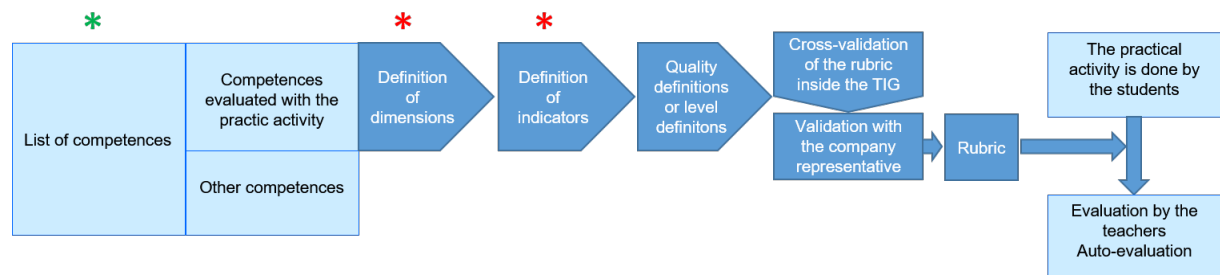 *
*
*
List of competences
Competences
evaluated with the
practic activity
Other competences
Definition
of
dimensions
Definition
of
indicators
Quality
definitions
or level
definitons
Cross-validation
of the rubric
inside the TIG
Validation with
the company
representative
Rubric
The practical
activity is done by
the students
Evaluation by the
teachers
Auto-evaluation